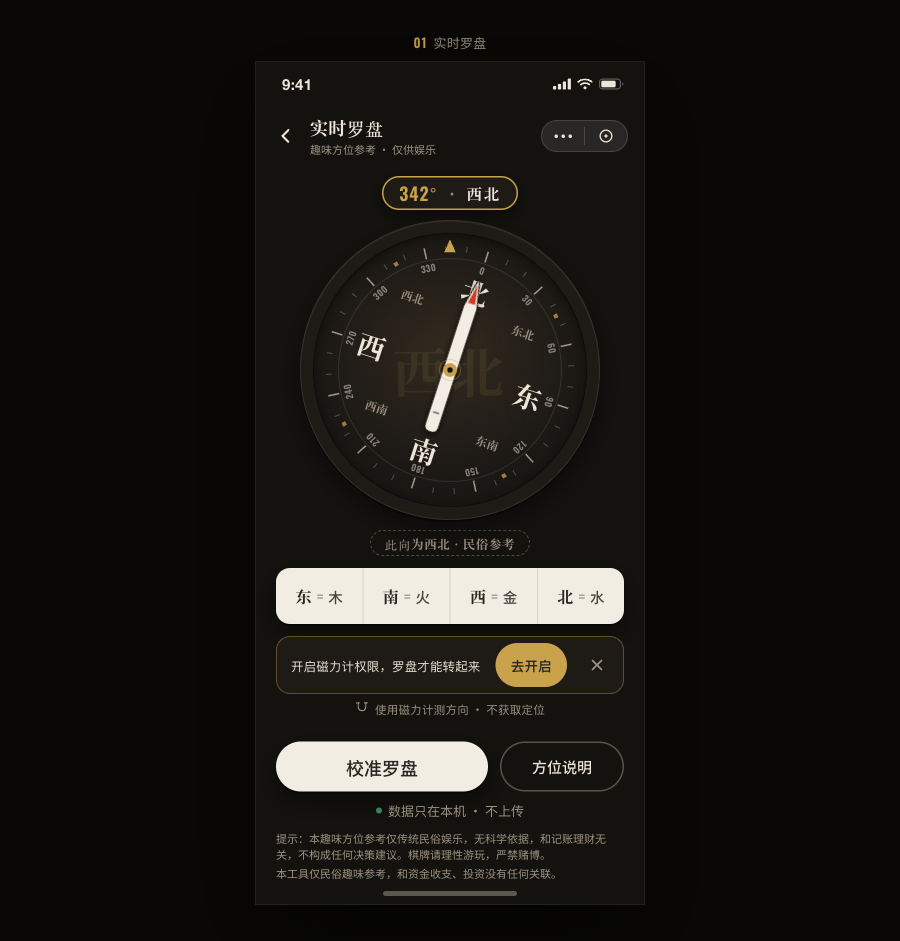 01 实时罗盘
9:41
实时罗盘
趣味方位参考 · 仅供娱乐
342° · 西北
330 0 30 60 90 120 150 180 210 240 270 300
北
西北 东北
西 东
西北
西南 东南
南
此向为西北 · 民俗参考
东 = 木 南 = 火 西 = 金 北 = 水
开启磁力计权限，罗盘才能转起来 去开启
使用磁力计测方向 · 不获取定位
校准罗盘 方位说明
数据只在本机 · 不上传
提示：本趣味方位参考仅传统民俗娱乐，无科学依据，和记账理财无
关，不构成任何决策建议。棋牌请理性游玩，严禁赌博。
本工具仅民俗趣味参考，和资金收支、投资没有任何关联。